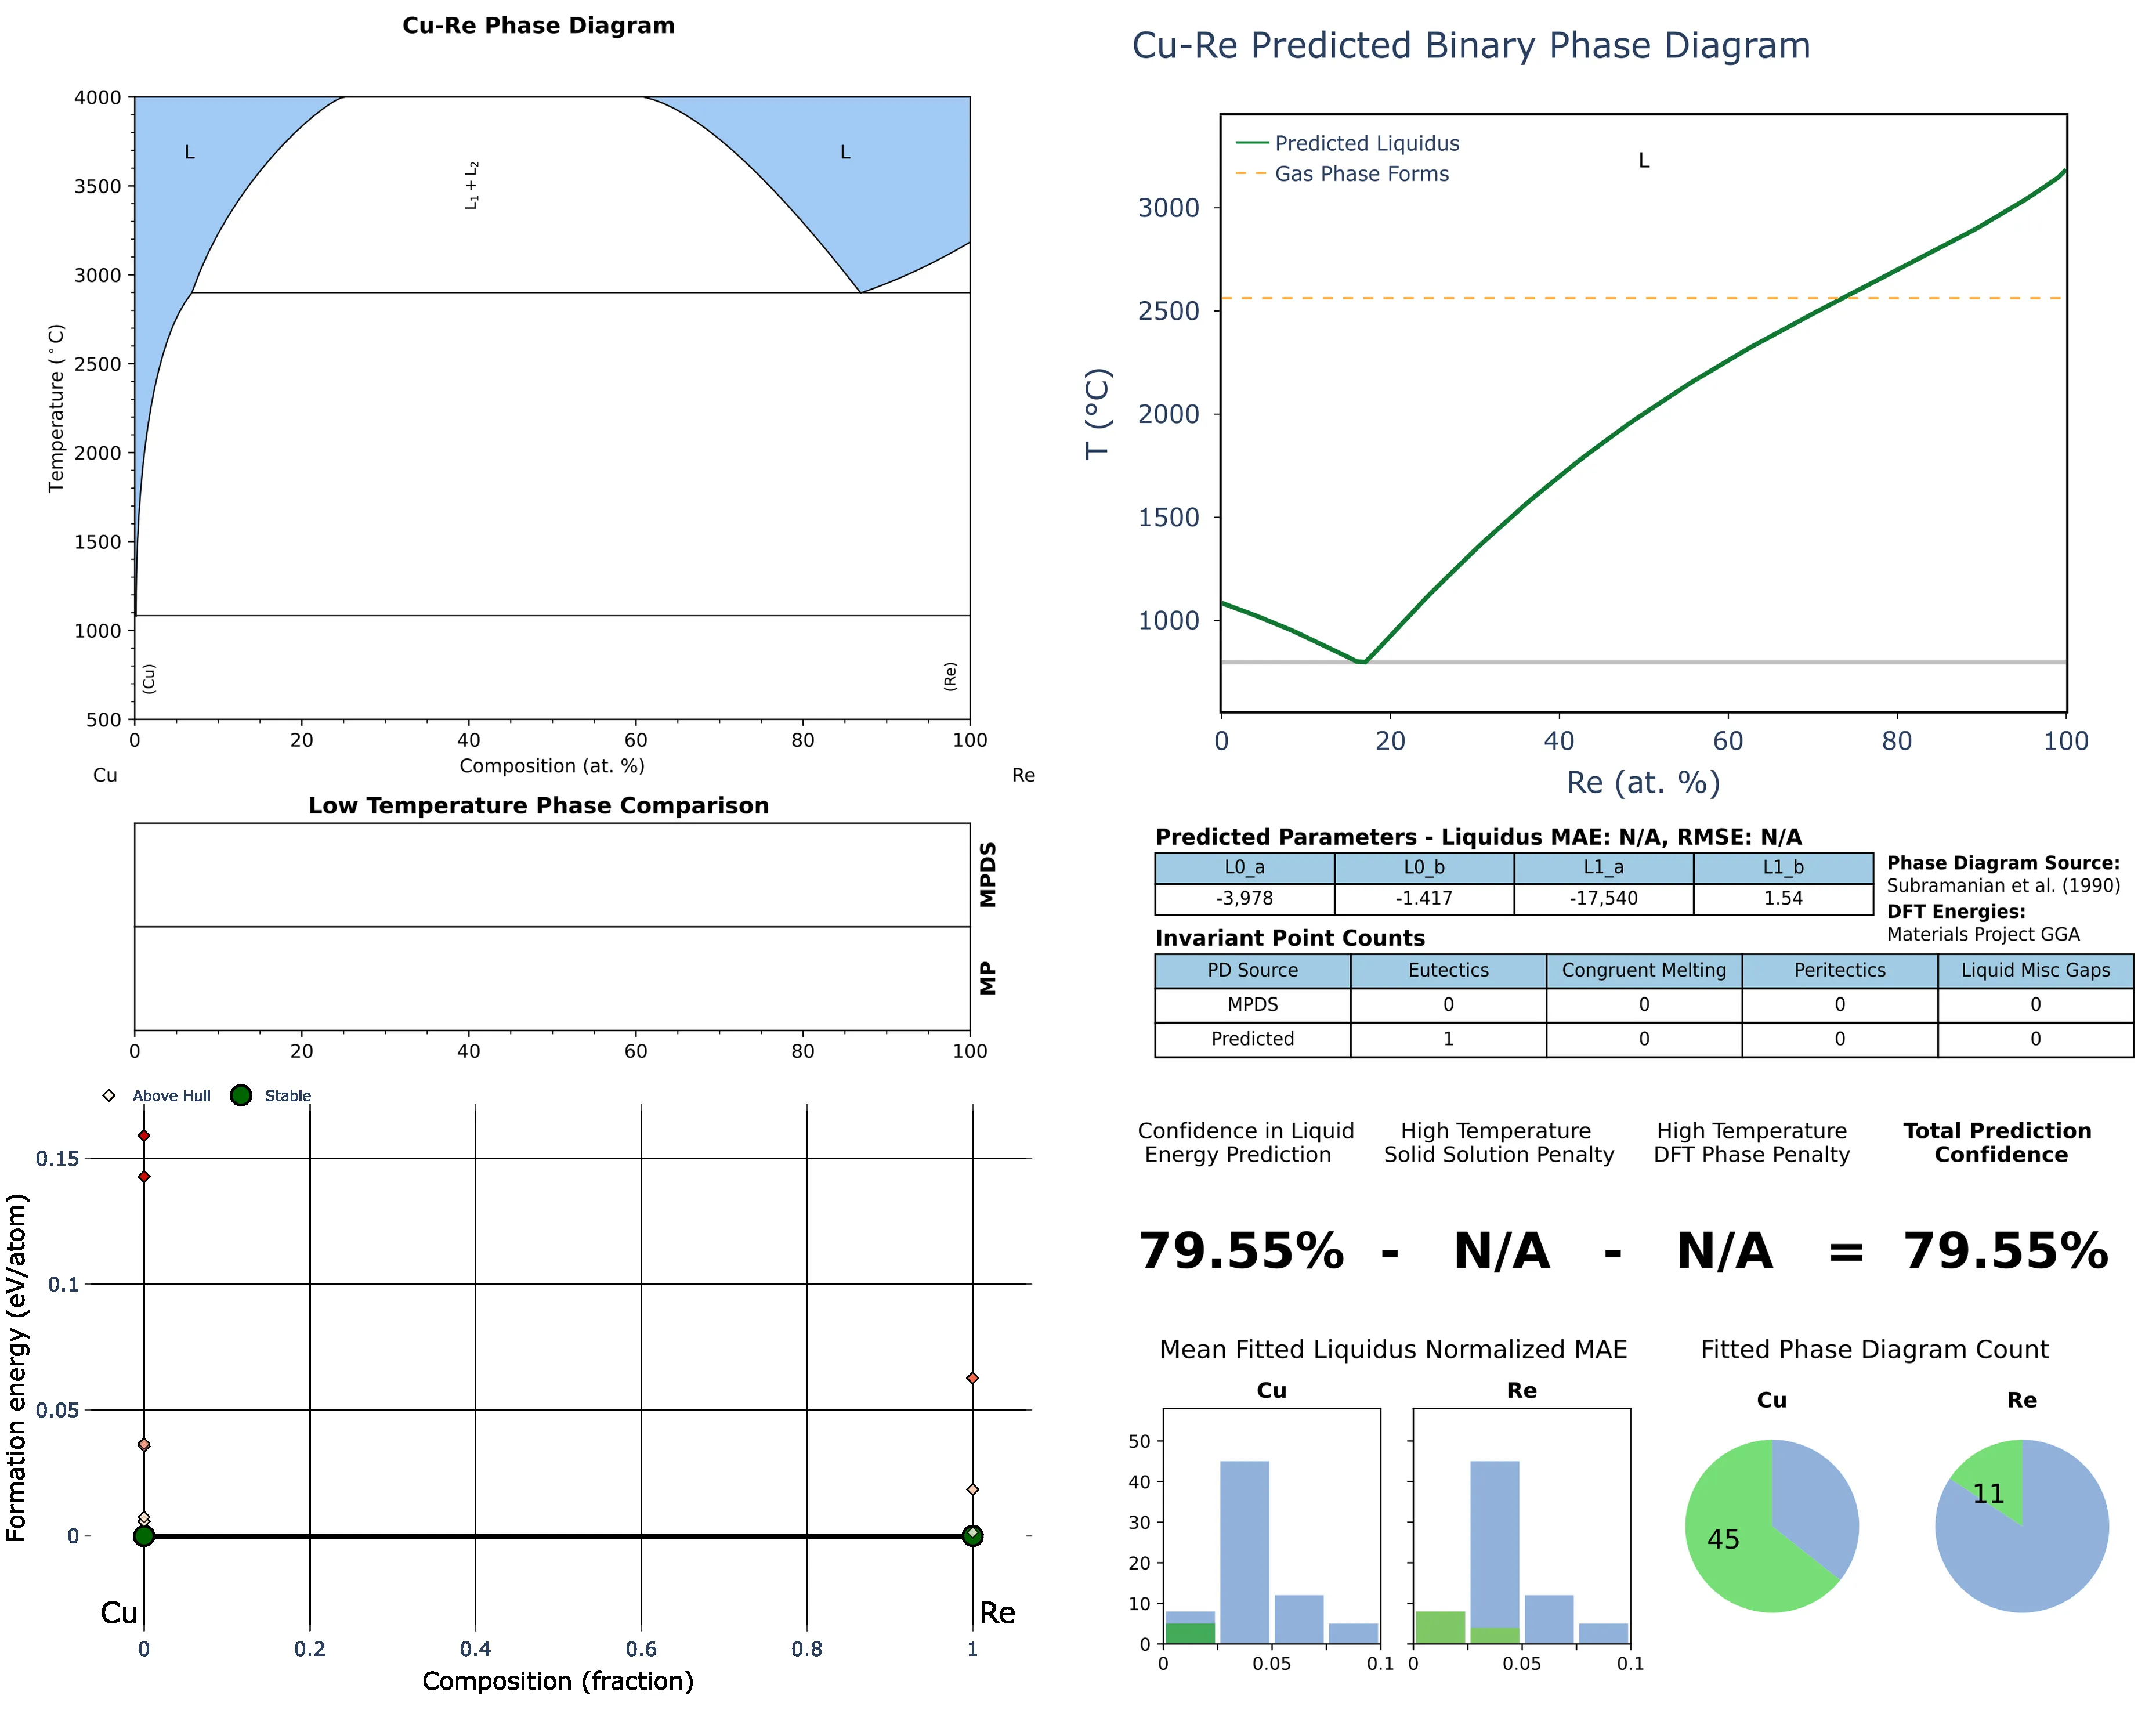 Cu-Re Phase Diagram
4000
3500
3000
2500
2000
1500
1000
500
Temperature (°C)
L
L₁ + L₂
L
(Cu)
(Re)
0 20 40 60 80 100
Composition (at. %)
Cu Re
Low Temperature Phase Comparison
MPDS
MP
0 20 40 60 80 100
Above Hull Stable
0.15
0.1
0.05
0
Formation energy (eV/atom)
Cu Re
0 0.2 0.4 0.6 0.8 1
Composition (fraction)
Cu-Re Predicted Binary Phase Diagram
Predicted Liquidus
Gas Phase Forms
L
3000
2500
2000
1500
1000
T (°C)
0 20 40 60 80 100
Re (at. %)
Predicted Parameters - Liquidus MAE: N/A, RMSE: N/A
L0_a L0_b L1_a L1_b
-3,978 -1.417 -17,540 1.54
Phase Diagram Source:
Subramanian et al. (1990)
DFT Energies:
Materials Project GGA
Invariant Point Counts
PD Source Eutectics Congruent Melting Peritectics Liquid Misc Gaps
MPDS 0 0 0 0
Predicted 1 0 0 0
Confidence in Liquid
Energy Prediction
High Temperature
Solid Solution Penalty
High Temperature
DFT Phase Penalty
Total Prediction
Confidence
79.55% - N/A - N/A = 79.55%
Mean Fitted Liquidus Normalized MAE
Cu Re
50
40
30
20
10
0
0 0.05 0.1 0 0.05 0.1
Fitted Phase Diagram Count
Cu Re
45 11